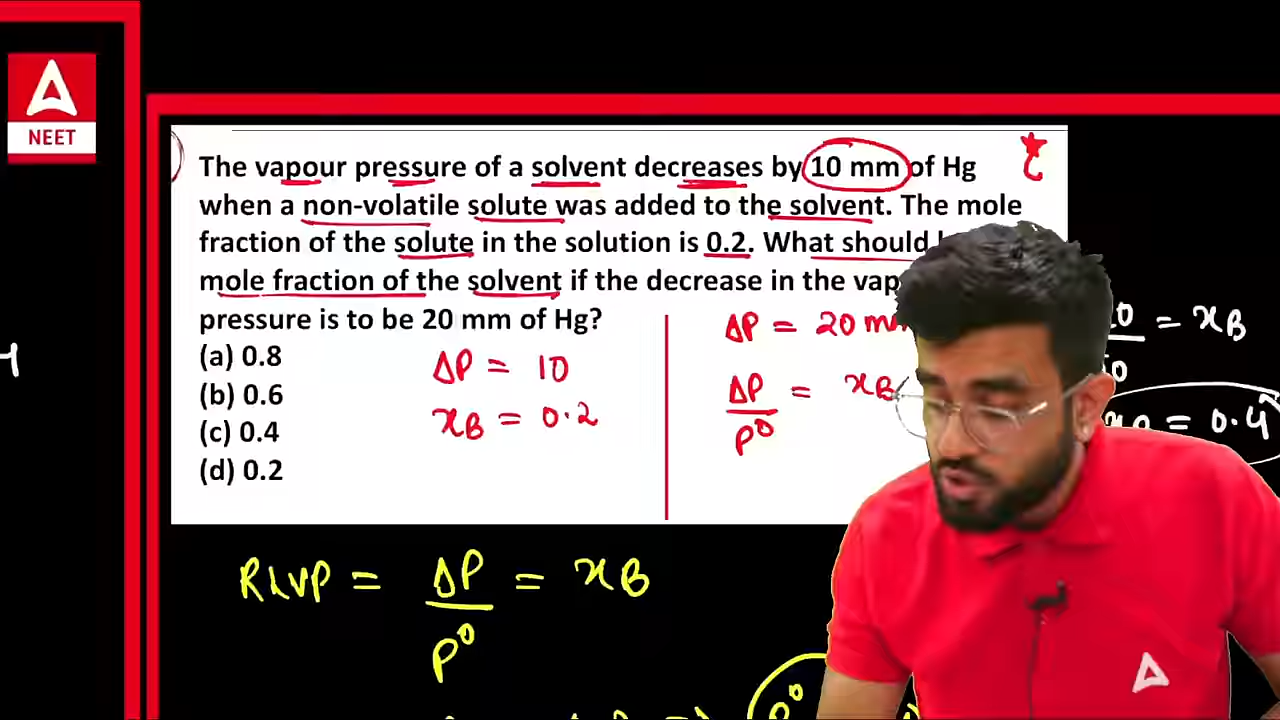 NEET
The vapour pressure of a solvent decreases by 10 mm of Hg
when a non-volatile solute was added to the solvent. The mole
fraction of the solute in the solution is 0.2. What should
mole fraction of the solvent if the decrease in the vap
pressure is to be 20 mm of Hg?
(a) 0.8
(b) 0.6
(c) 0.4
(d) 0.2
ΔP = 10
xB = 0.2
ΔP = 20 mm
ΔP/P⁰ = xB
= xB
= 0.4
RLVP = ΔP/P⁰ = xB
P⁰